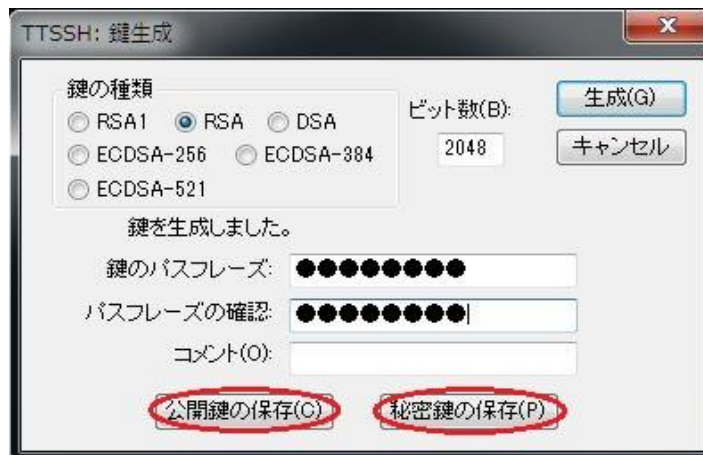 TTSSH: 鍵生成
鍵の種類
RSA1 RSA DSA
ECDSA-256 ECDSA-384
ECDSA-521
ビット数(B):
2048
生成(G)
キャンセル
鍵を生成しました。
鍵のパスフレーズ: ●●●●●●●●
パスフレーズの確認: ●●●●●●●●
コメント(O):
公開鍵の保存(C) 秘密鍵の保存(P)